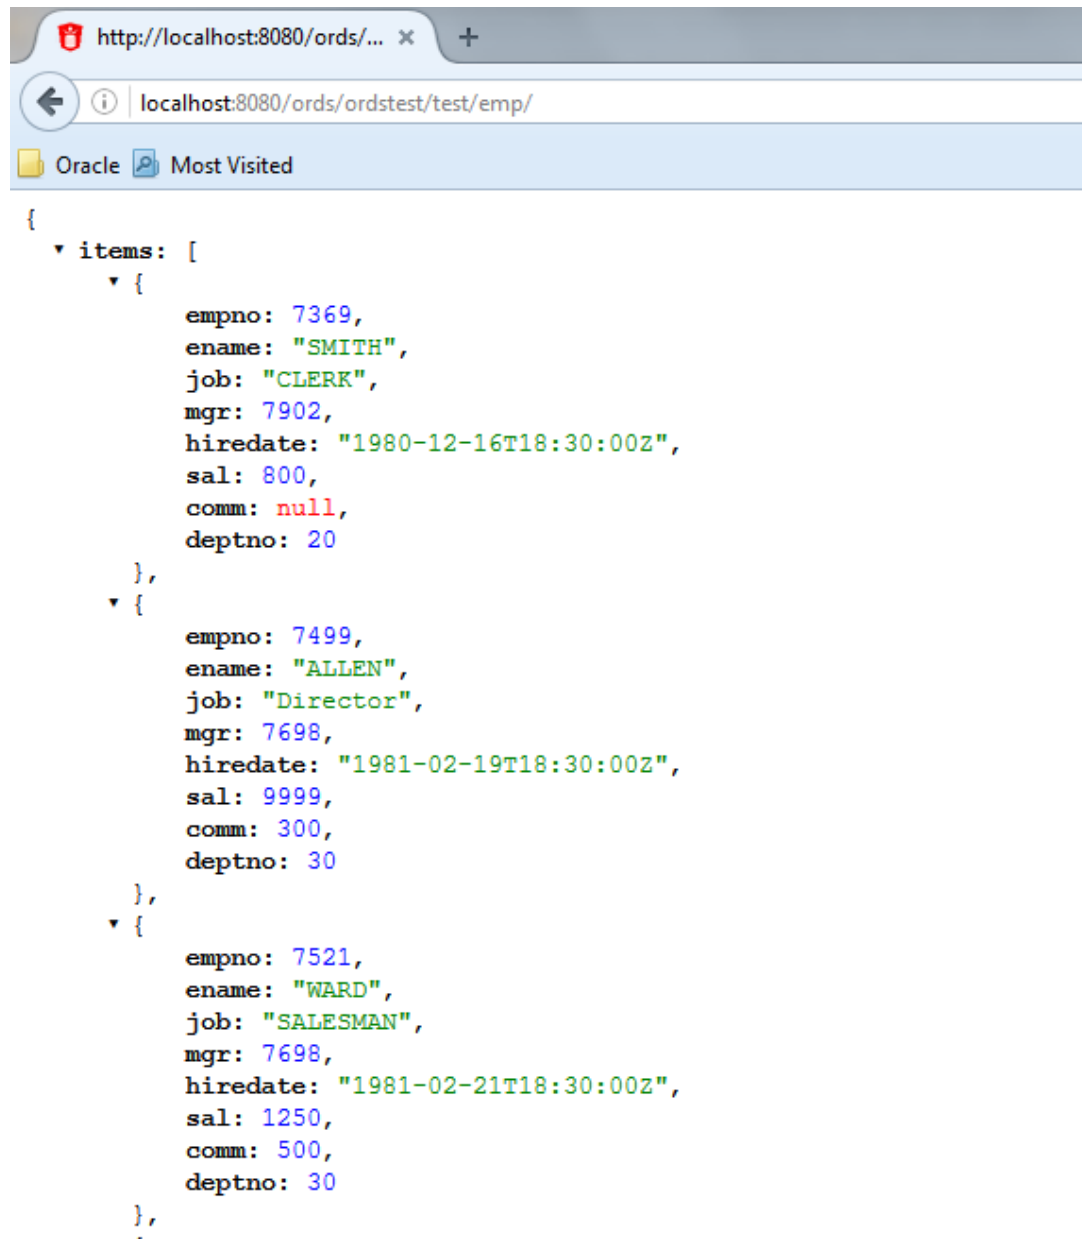 http://localhost:8080/ords/... × +
localhost:8080/ords/ordstest/test/emp/
Oracle Most Visited
{
items: [
{
empno: 7369,
ename: "SMITH",
job: "CLERK",
mgr: 7902,
hiredate: "1980-12-16T18:30:00Z",
sal: 800,
comm: null,
deptno: 20
},
{
empno: 7499,
ename: "ALLEN",
job: "Director",
mgr: 7698,
hiredate: "1981-02-19T18:30:00Z",
sal: 9999,
comm: 300,
deptno: 30
},
{
empno: 7521,
ename: "WARD",
job: "SALESMAN",
mgr: 7698,
hiredate: "1981-02-21T18:30:00Z",
sal: 1250,
comm: 500,
deptno: 30
},